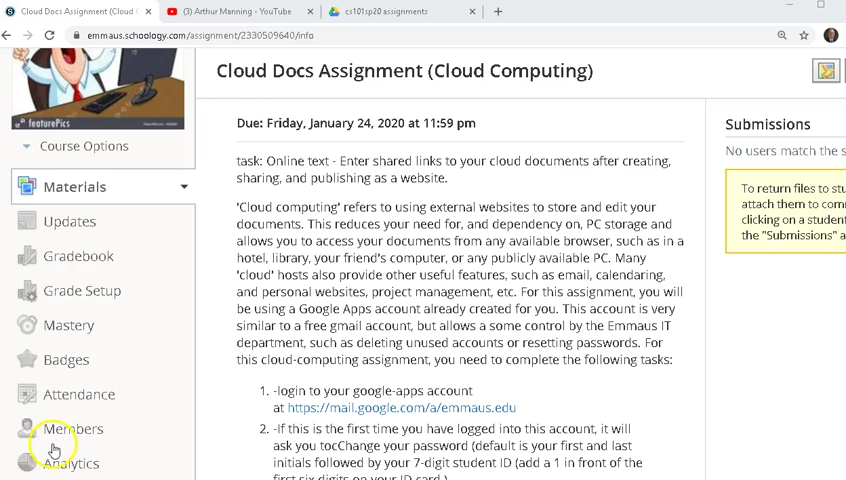 Cloud Docs Assignment (Cloud Co
(3) Arthur Manning - YouTube
cs101sp20 assignments
emmaus.schoology.com/assignment/2330509640/info
featurePics
Course Options
Materials
Updates
Gradebook
Grade Setup
Mastery
Badges
Attendance
Members
Analytics
Cloud Docs Assignment (Cloud Computing)
Due: Friday, January 24, 2020 at 11:59 pm
task: Online text - Enter shared links to your cloud documents after creating,
sharing, and publishing as a website.
'Cloud computing' refers to using external websites to store and edit your
documents. This reduces your need for, and dependency on, PC storage and
allows you to access your documents from any available browser, such as in a
hotel, library, your friend's computer, or any publicly available PC. Many
'cloud' hosts also provide other useful features, such as email, calendaring,
and personal websites, project management, etc. For this assignment, you will
be using a Google Apps account already created for you. This account is very
similar to a free gmail account, but allows a some control by the Emmaus IT
department, such as deleting unused accounts or resetting passwords. For
this cloud-computing assignment, you need to complete the following tasks:
1. -login to your google-apps account
at https://mail.google.com/a/emmaus.edu
2. -If this is the first time you have logged into this account, it will
ask you tocChange your password (default is your first and last
initials followed by your 7-digit student ID (add a 1 in front of the
first six digits on your ID card.)
Submissions
No users match the s
To return files to stu
attach them to comm
clicking on a student
the "Submissions" a